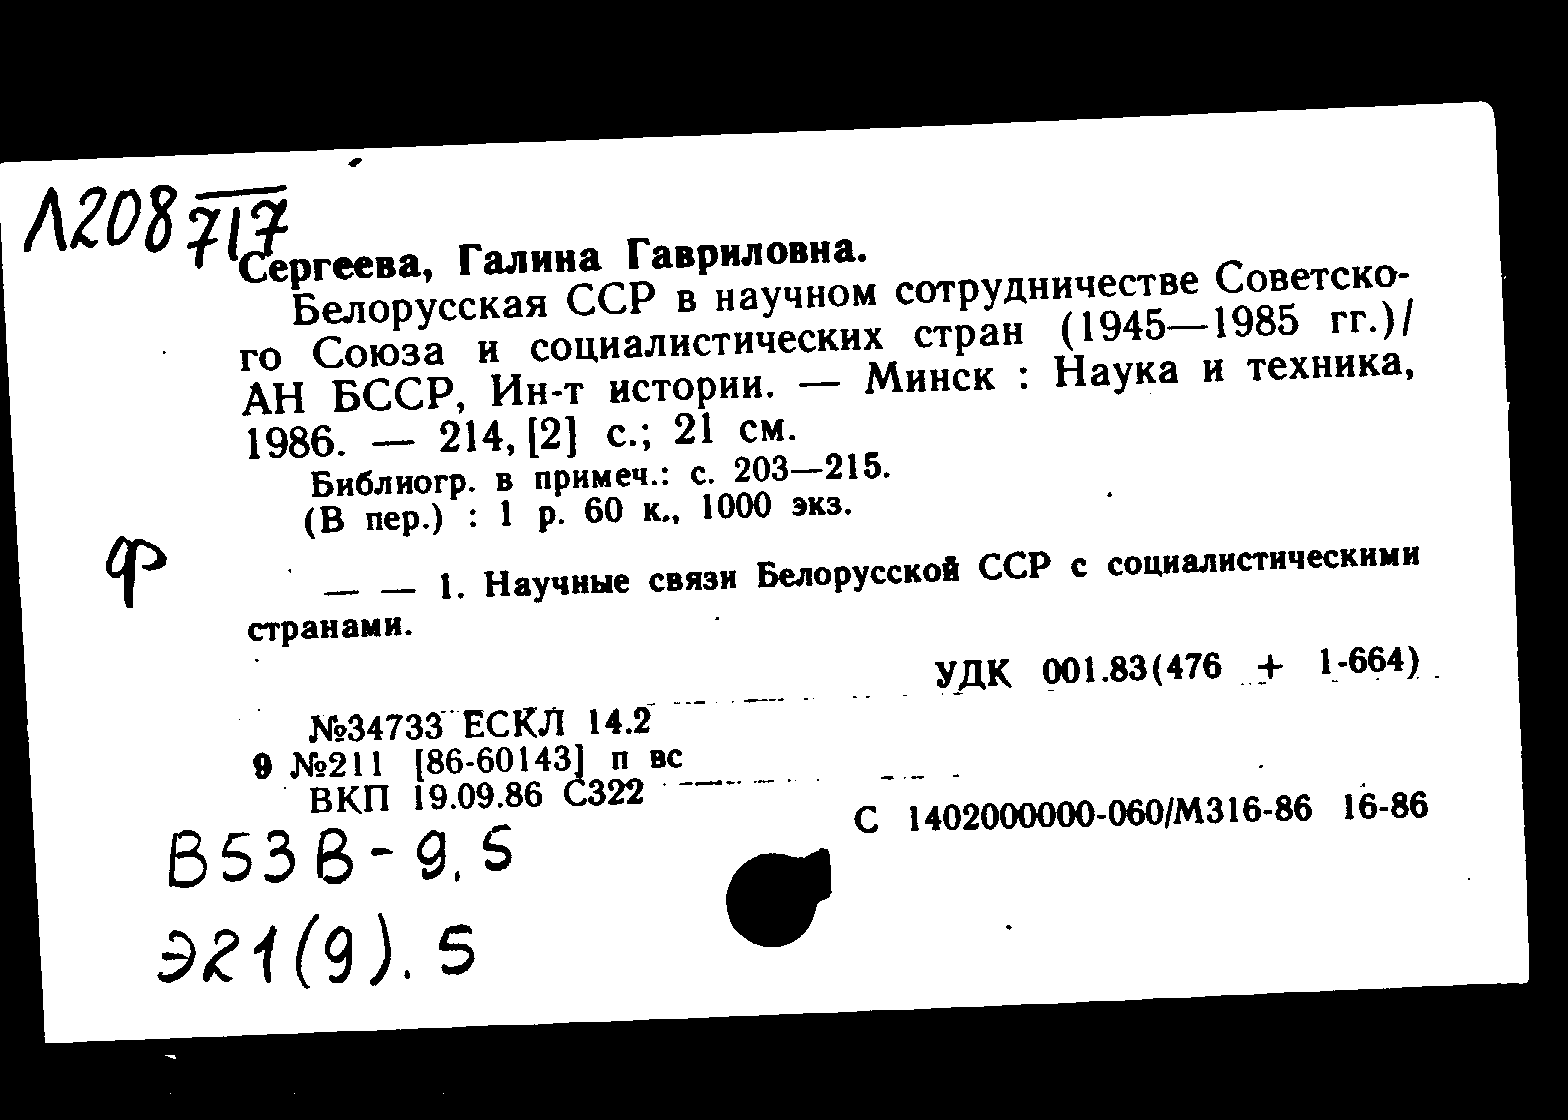 Л208 717
Сергеева, Галина Гавриловна.
Белорусская ССР в научном сотрудничестве Советско-
го Союза и социалистических стран (1945—1985 гг.)/
АН БССР, Ин-т истории. — Минск : Наука и техника,
1986. — 214, [2] с.; 21 см.
Библиогр. в примеч.: с. 203—215.
(В пер.) : 1 р. 60 к., 1000 экз.
ф
— — 1. Научные связи Белорусской ССР с социалистическими
странами.
УДК 001.83(476 + 1-664)
№34733 ЕСКЛ 14.2
9 №211 [86-60143] п вс
ВКП 19.09.86 С322
С 1402000000-060/М316-86 16-86
В53В-9.5
Э21(9).5